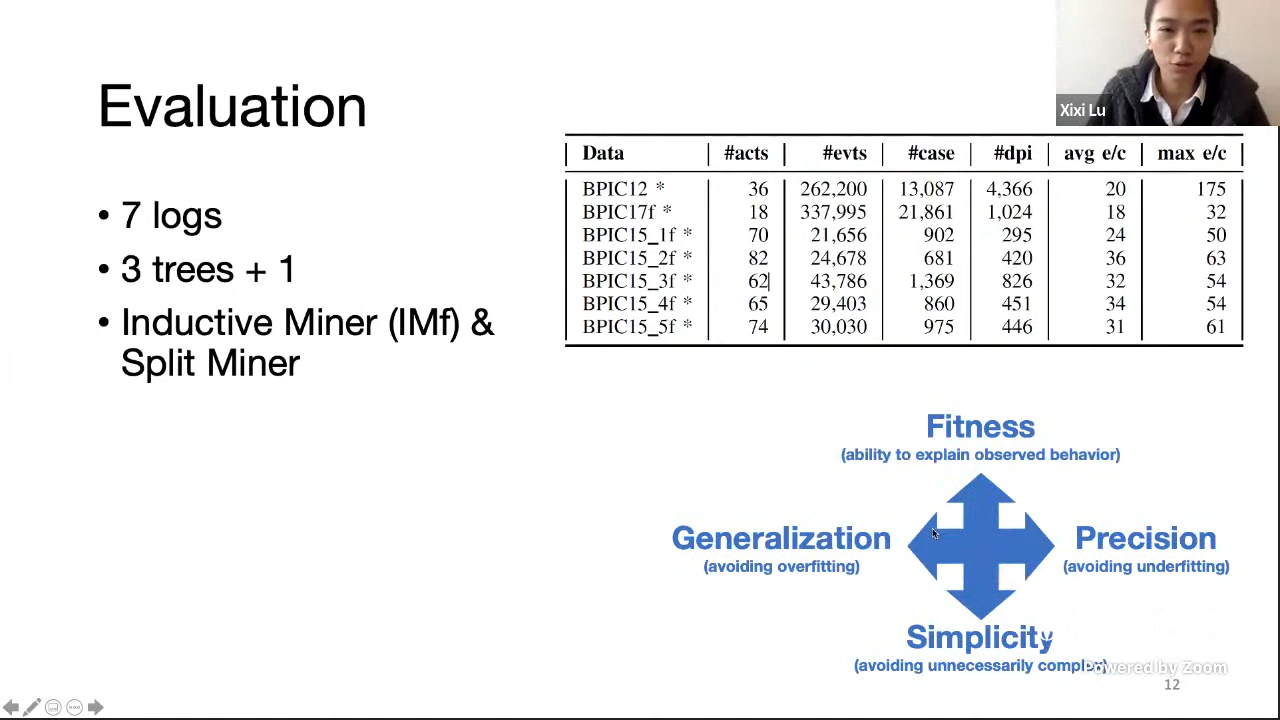 Evaluation
• 7 logs
• 3 trees + 1
• Inductive Miner (IMf) &
Split Miner
Xixi Lu
Data #acts #evts #case #dpi avg e/c max e/c
BPIC12 * 36 262,200 13,087 4,366 20 175
BPIC17f * 18 337,995 21,861 1,024 18 32
BPIC15_1f * 70 21,656 902 295 24 50
BPIC15_2f * 82 24,678 681 420 36 63
BPIC15_3f * 62 43,786 1,369 826 32 54
BPIC15_4f * 65 29,403 860 451 34 54
BPIC15_5f * 74 30,030 975 446 31 61
Fitness
(ability to explain observed behavior)
Generalization
(avoiding overfitting)
Precision
(avoiding underfitting)
Simplicity
(avoiding unnecessarily complex)
Powered by Zoom
12